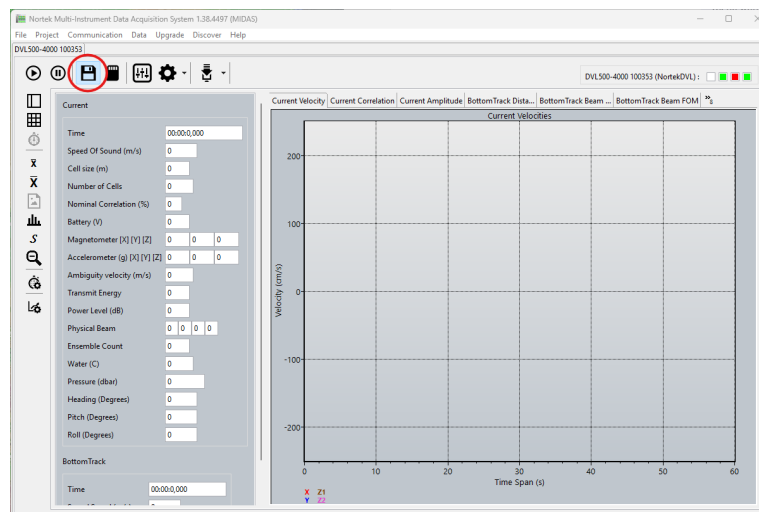 Nortek Multi-Instrument Data Acquisition System 1.38.4497 (MIDAS)
File Project Communication Data Upgrade Discover Help
DVL500-4000 100353
DVL500-4000 100353 (NortekDVL) :
Current
Time 00:00:0,000
Speed Of Sound (m/s) 0
Cell size (m) 0
Number of Cells 0
Nominal Correlation (%) 0
Battery (V) 0
Magnetometer [X] [Y] [Z] 0 0 0
Accelerometer (g) [X] [Y] [Z] 0 0 0
Ambiguity velocity (m/s) 0
Transmit Energy 0
Power Level (dB) 0
Physical Beam 0 0 0 0
Ensemble Count 0
Water (C) 0
Pressure (dbar) 0
Heading (Degrees) 0
Pitch (Degrees) 0
Roll (Degrees) 0
BottomTrack
Time 00:00:0,000
Current Velocity Current Correlation Current Amplitude BottomTrack Dista... BottomTrack Beam ... BottomTrack Beam FOM
Current Velocities
Velocity (cm/s)
200
100
0
-100
-200
0 10 20 30 40 50 60
Time Span (s)
X Z1
Y Z2